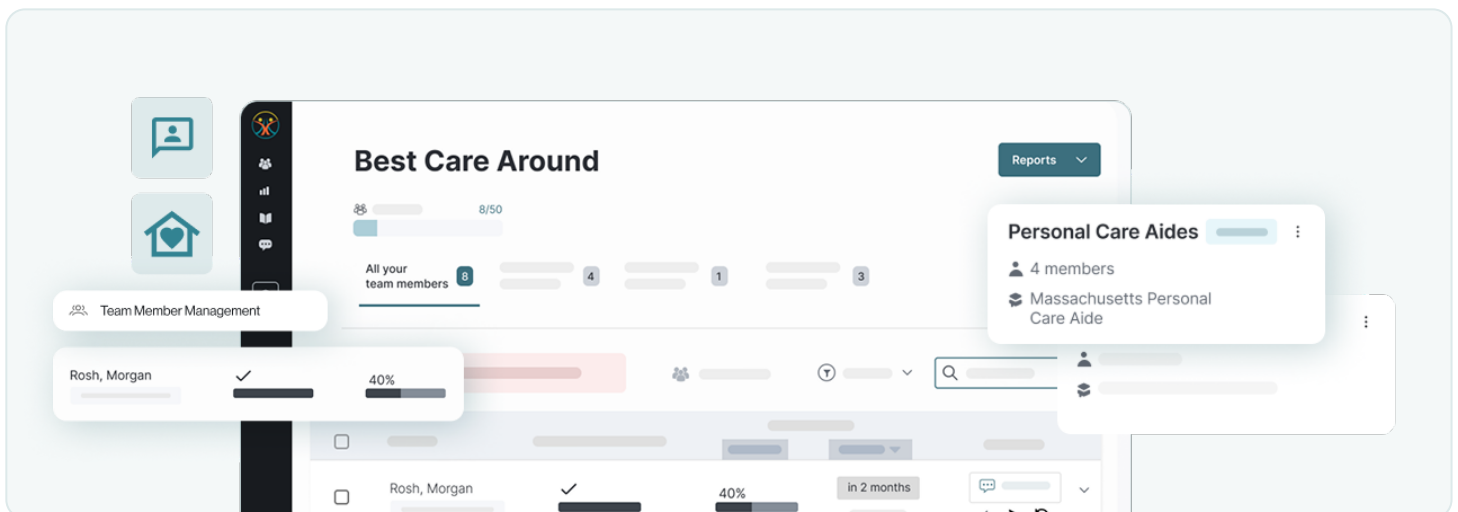 Best Care Around
Reports
8/50
All your
team members
8
4
1
3
Personal Care Aides
4 members
Massachusetts Personal
Care Aide
Team Member Management
Rosh, Morgan
40%
Rosh, Morgan
40%
in 2 months